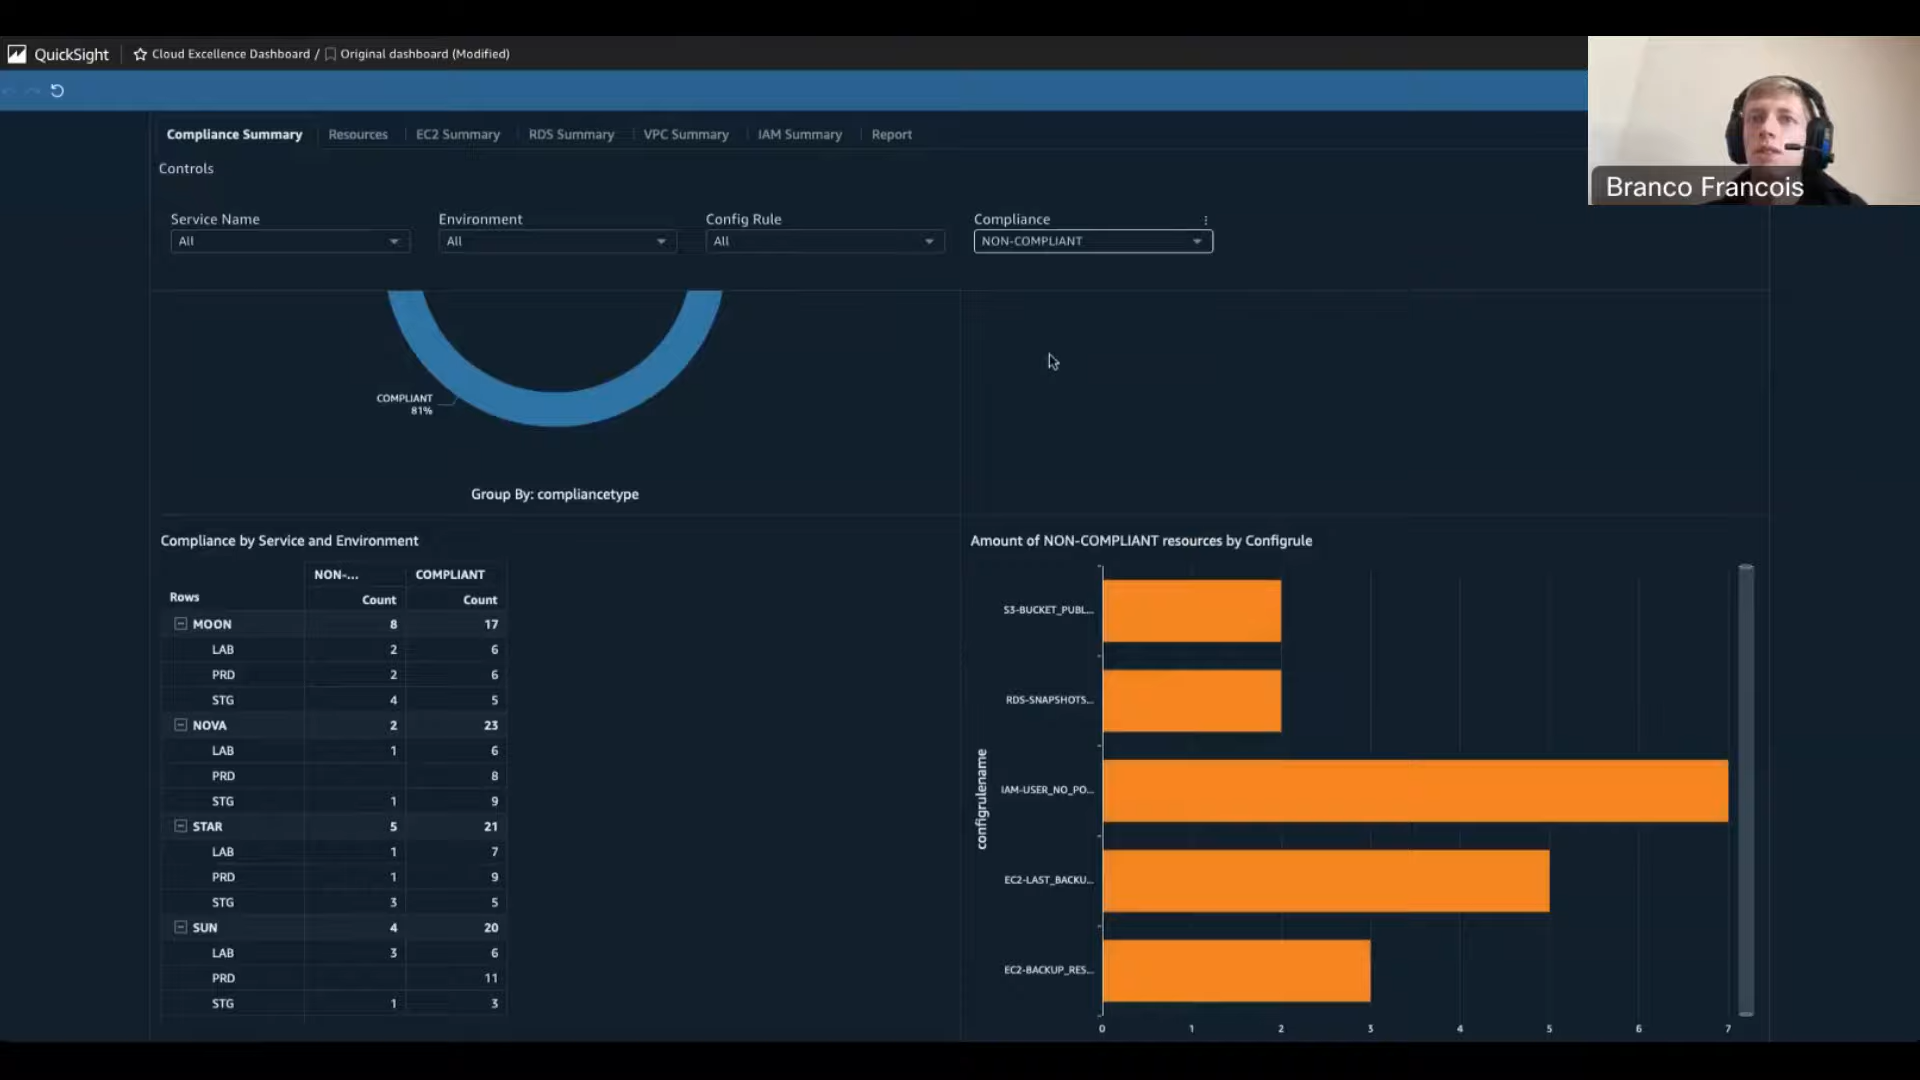 QuickSight
Cloud Excellence Dashboard / Original dashboard (Modified)
Branco Francois
Compliance Summary Resources EC2 Summary RDS Summary VPC Summary IAM Summary Report
Controls
Service Name Environment Config Rule Compliance
All All All NON-COMPLIANT
COMPLIANT
81%
Group By: compliancetype
Compliance by Service and Environment
NON-... COMPLIANT
Rows Count Count
MOON 8 17
LAB 2 6
PRD 2 6
STG 4 5
NOVA 2 23
LAB 1 6
PRD 8
STG 1 9
STAR 5 21
LAB 1 7
PRD 1 9
STG 3 5
SUN 4 20
LAB 3 6
PRD 11
STG 1 3
Amount of NON-COMPLIANT resources by Configrule
configrulename
S3-BUCKET_PUBL...
RDS-SNAPSHOTS...
IAM-USER_NO_PO...
EC2-LAST_BACKU...
EC2-BACKUP_RES...
0 1 2 3 4 5 6 7